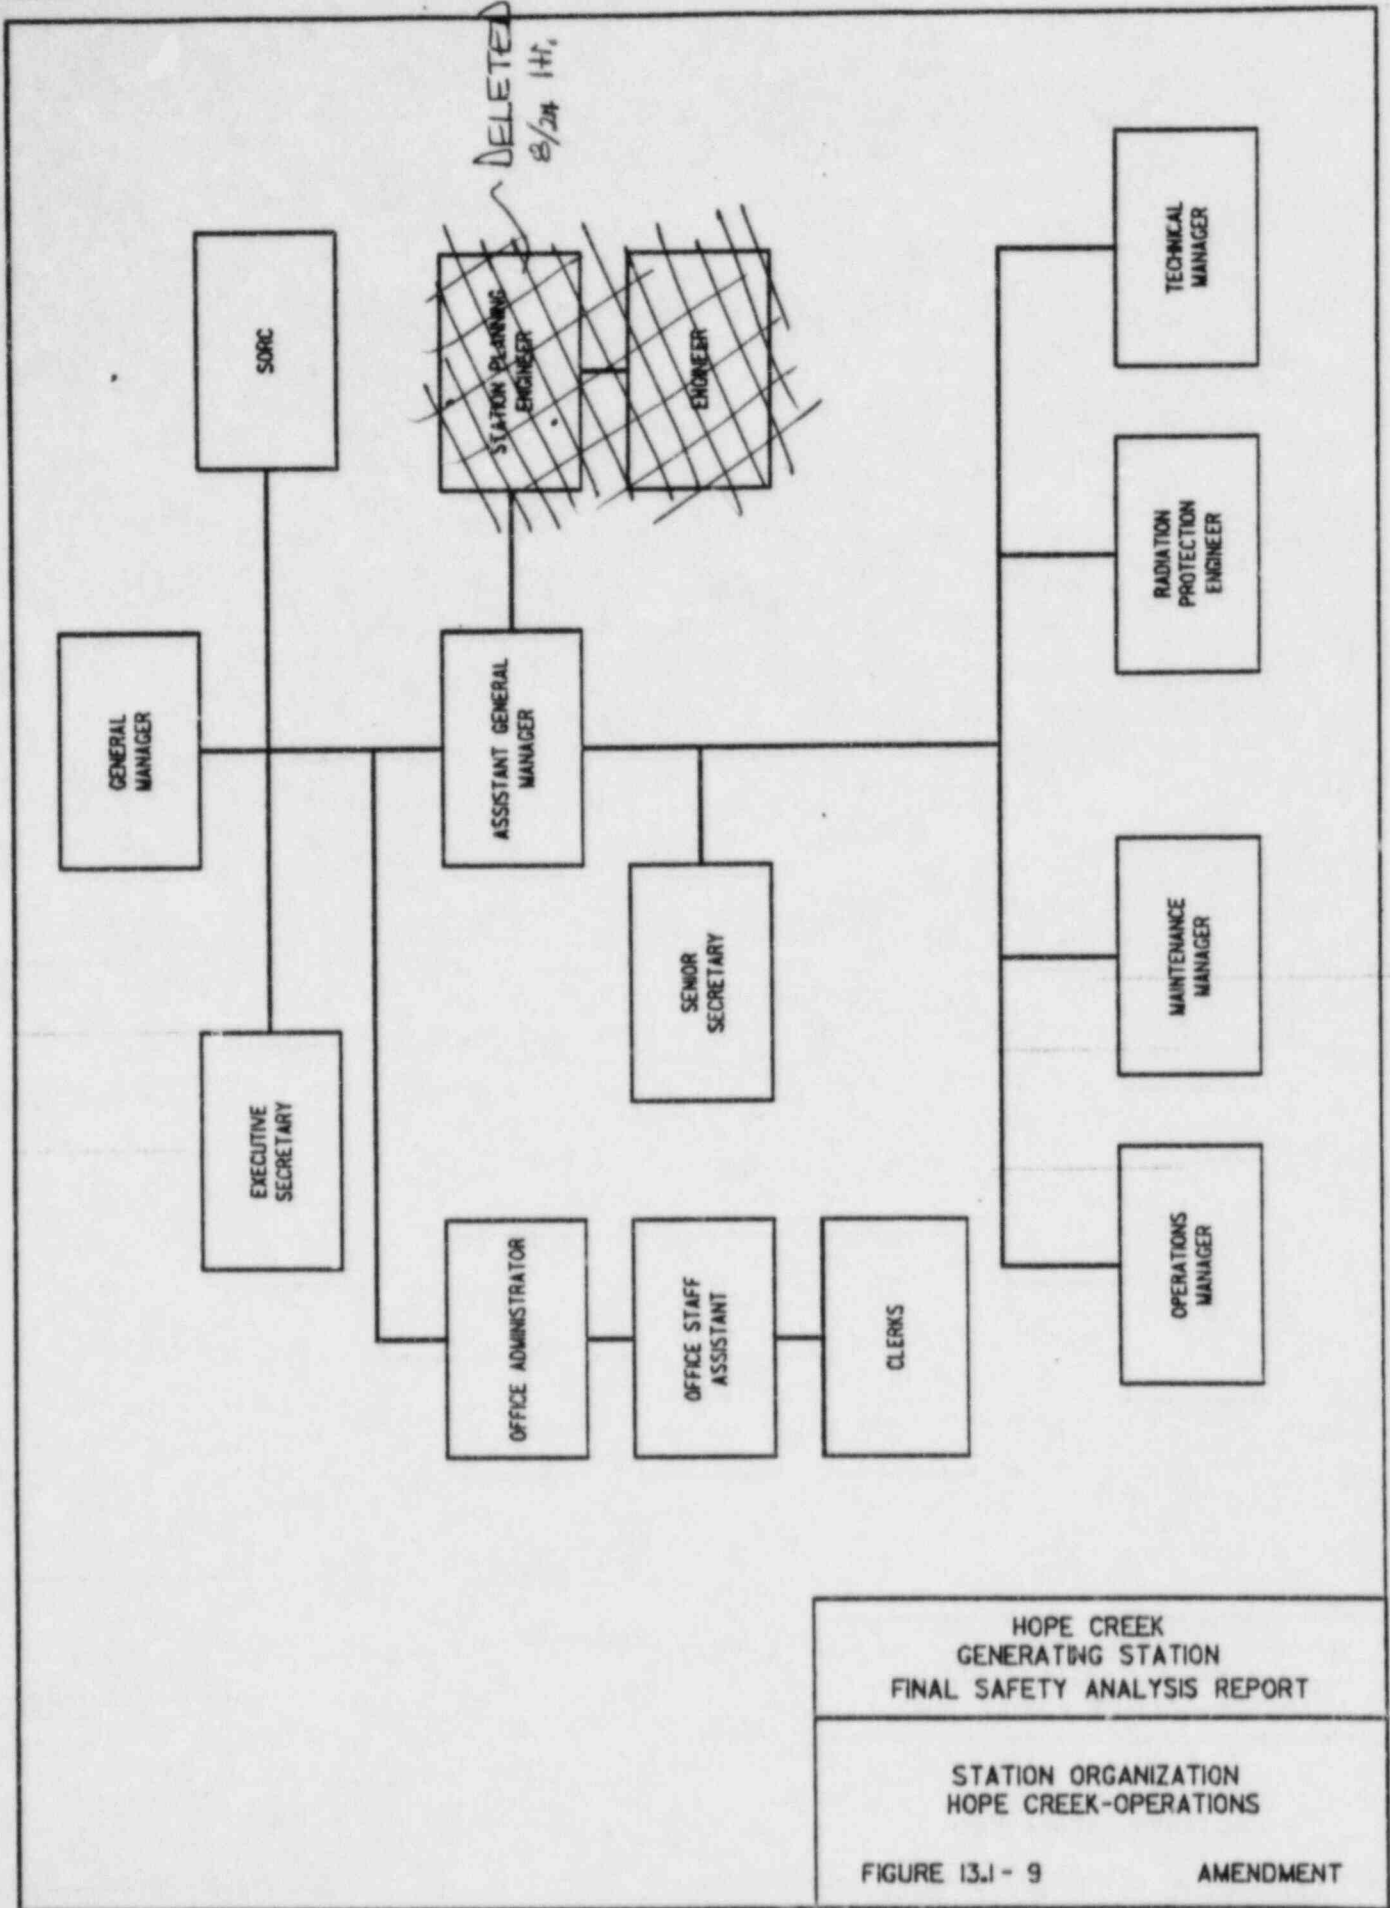 GENERAL
MANAGER
EXECUTIVE
SECRETARY
SORC
OFFICE ADMINISTRATOR
ASSISTANT GENERAL
MANAGER
STATION PLANNING
ENGINEER
DELETED
OFFICE STAFF
ASSISTANT
SENIOR
SECRETARY
ENGINEER
CLERKS
OPERATIONS
MANAGER
MAINTENANCE
MANAGER
RADIATION
PROTECTION
ENGINEER
TECHNICAL
MANAGER
HOPE CREEK
GENERATING STATION
FINAL SAFETY ANALYSIS REPORT
STATION ORGANIZATION
HOPE CREEK-OPERATIONS
FIGURE 13.1 - 9 AMENDMENT